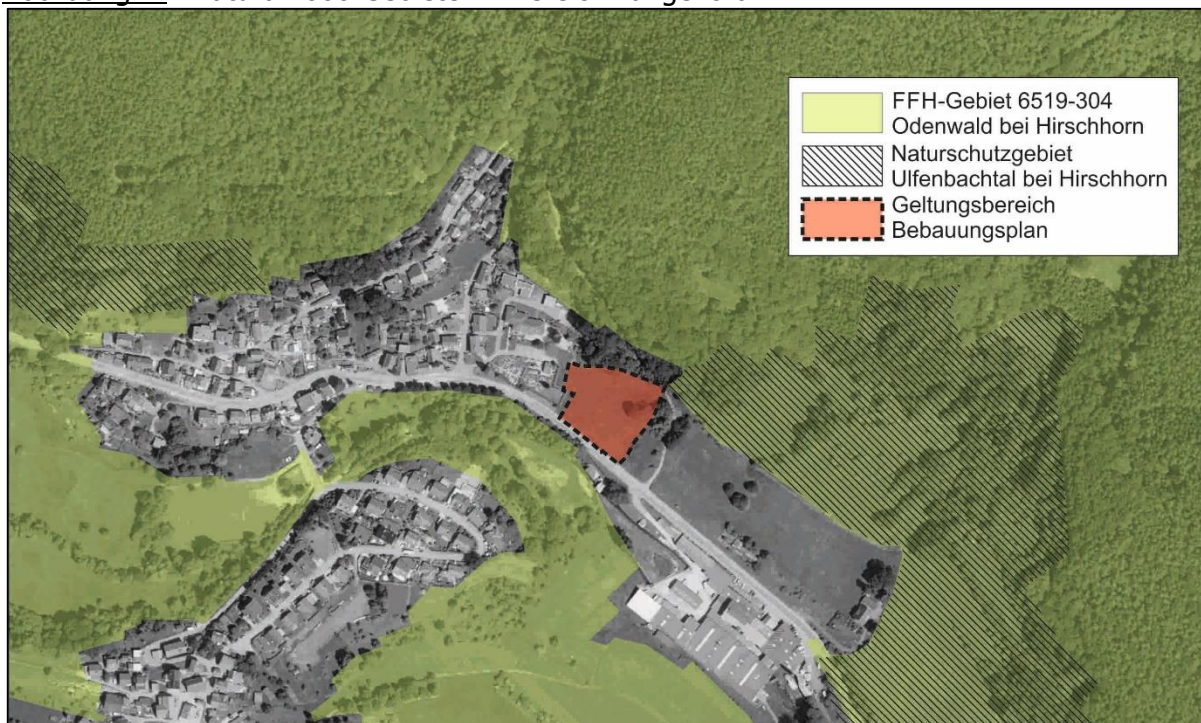 FFH-Gebiet 6519-304
Odenwald bei Hirschhorn
Naturschutzgebiet
Ulfenbachtal bei Hirschhorn
Geltungsbereich
Bebauungsplan